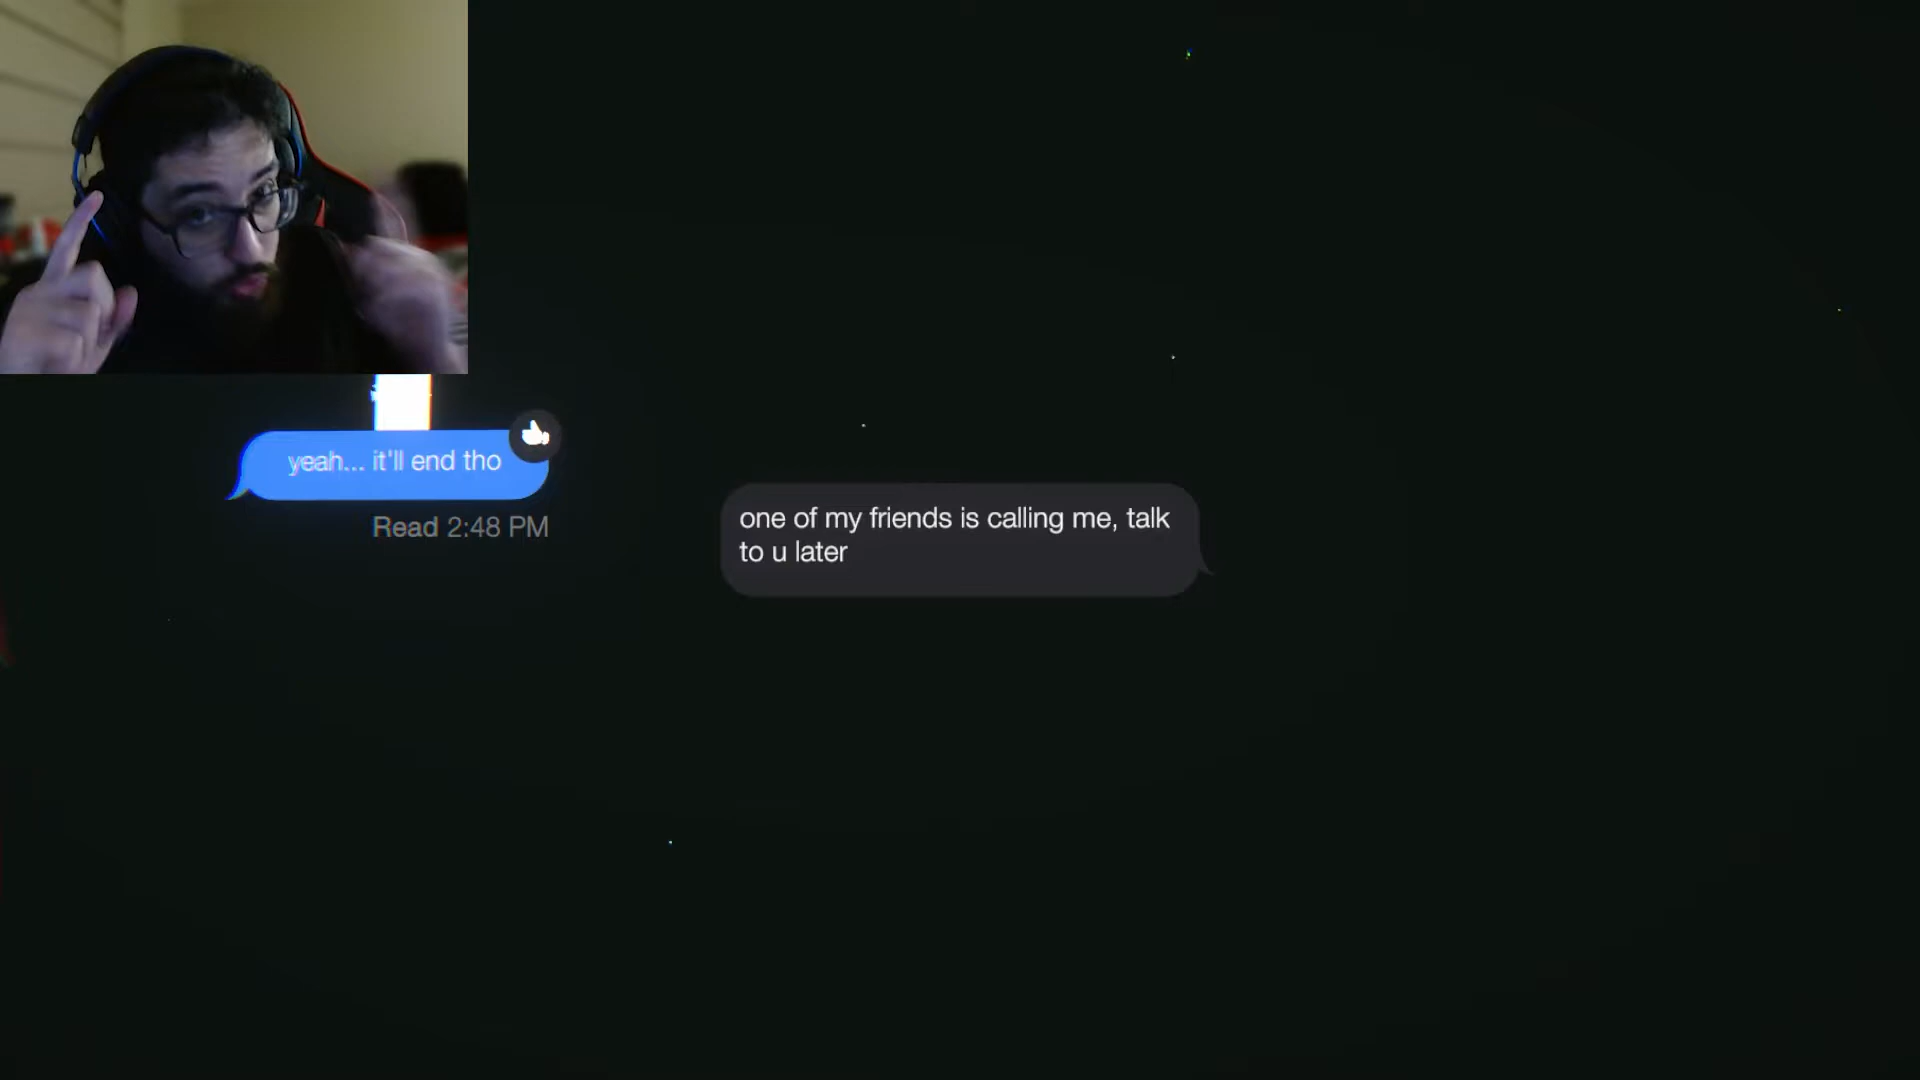 yeah... it'll end tho
Read 2:48 PM
one of my friends is calling me, talk
to u later